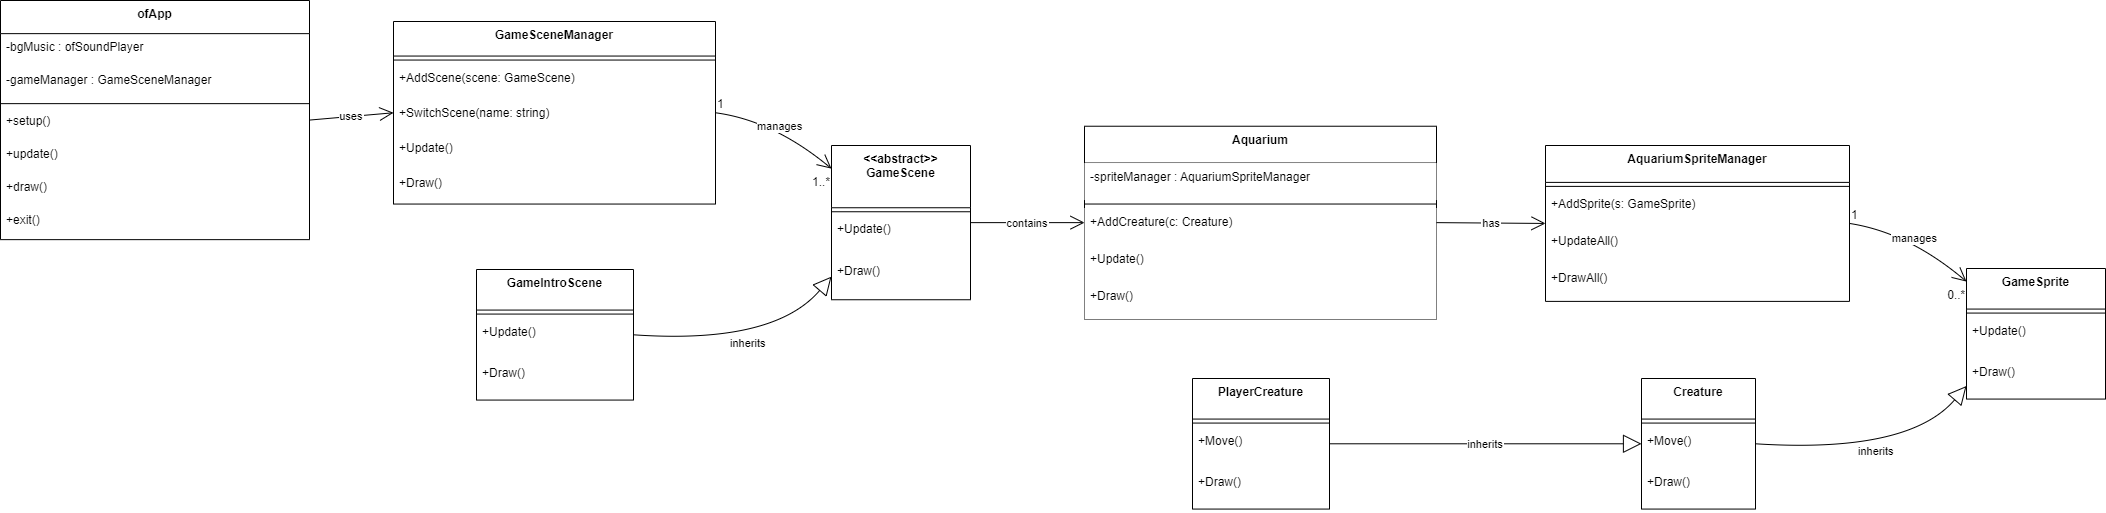 ofApp
-bgMusic : ofSoundPlayer
-gameManager : GameSceneManager
+setup()
+update()
+draw()
+exit()
uses
GameSceneManager
+AddScene(scene: GameScene)
+SwitchScene(name: string)
+Update()
+Draw()
1
manages
1..*
<<abstract>>
GameScene
+Update()
+Draw()
GameIntroScene
+Update()
+Draw()
inherits
contains
Aquarium
-spriteManager : AquariumSpriteManager
+AddCreature(c: Creature)
+Update()
+Draw()
has
AquariumSpriteManager
+AddSprite(s: GameSprite)
+UpdateAll()
+DrawAll()
1
manages
0..*
GameSprite
+Update()
+Draw()
PlayerCreature
+Move()
+Draw()
inherits
Creature
+Move()
+Draw()
inherits